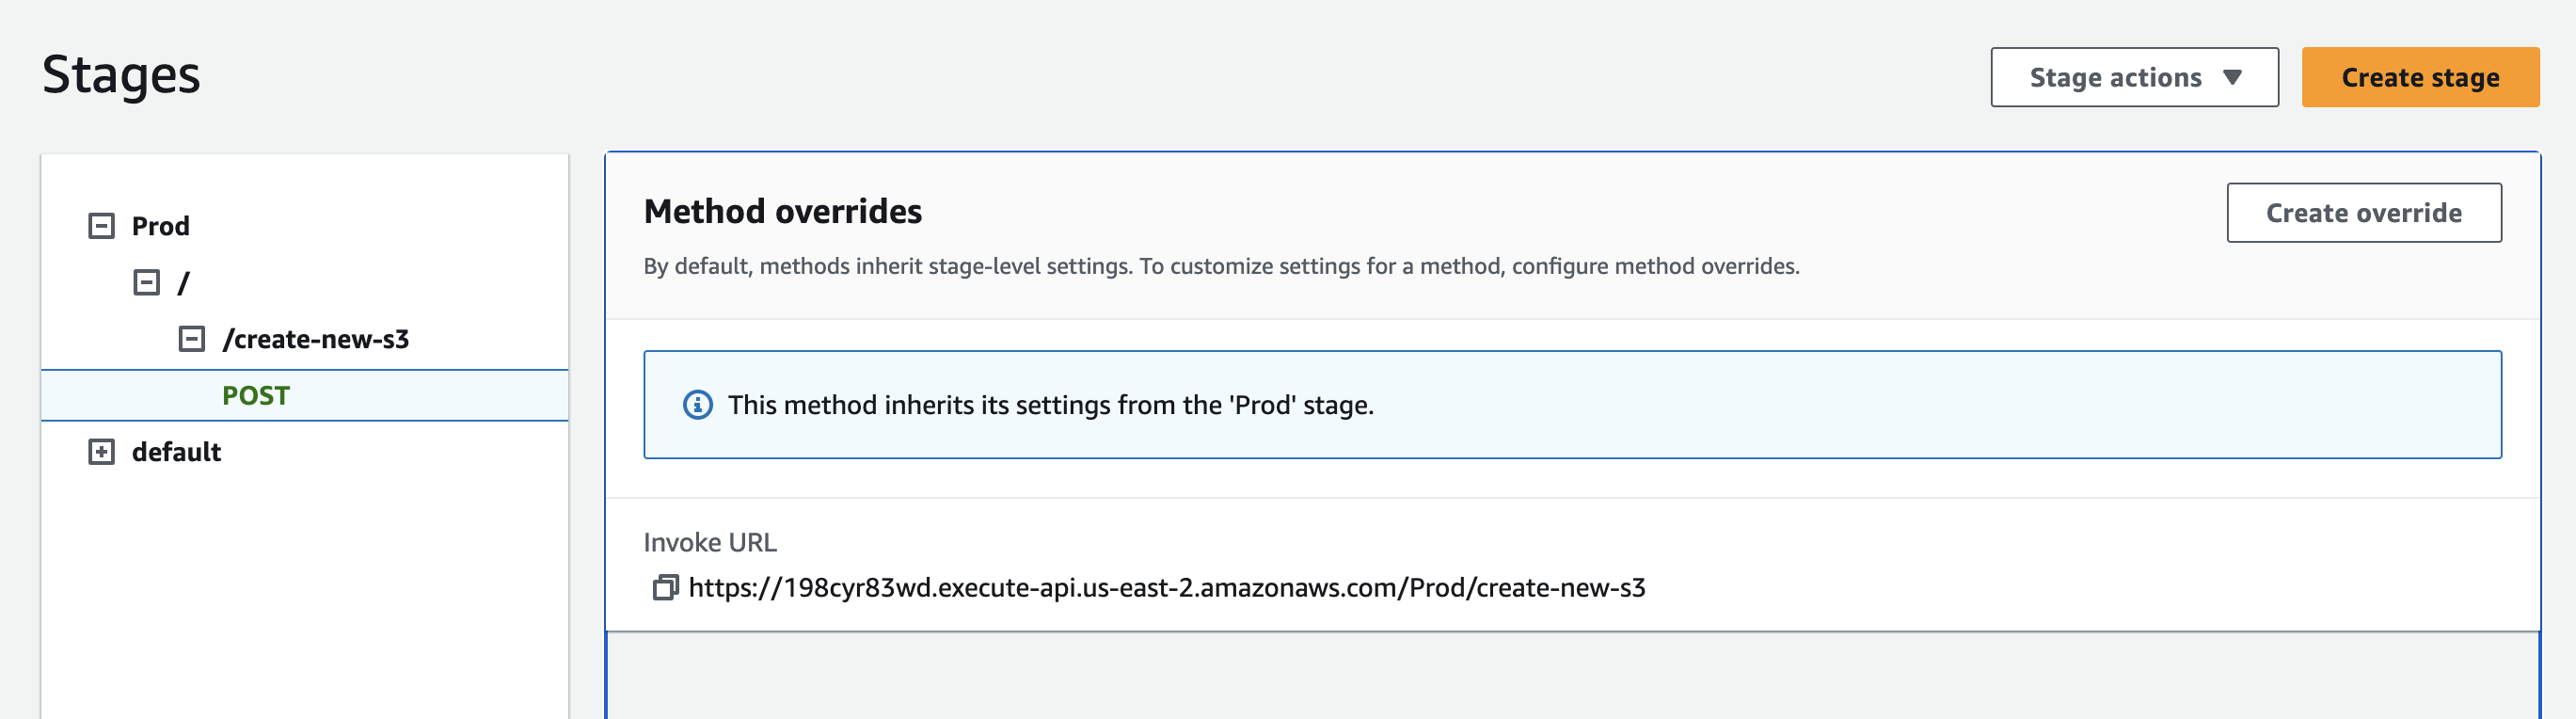 Stages
Stage actions
Create stage
Prod
/
/create-new-s3
POST
default
Method overrides
Create override
By default, methods inherit stage-level settings. To customize settings for a method, configure method overrides.
This method inherits its settings from the 'Prod' stage.
Invoke URL
https://198cyr83wd.execute-api.us-east-2.amazonaws.com/Prod/create-new-s3